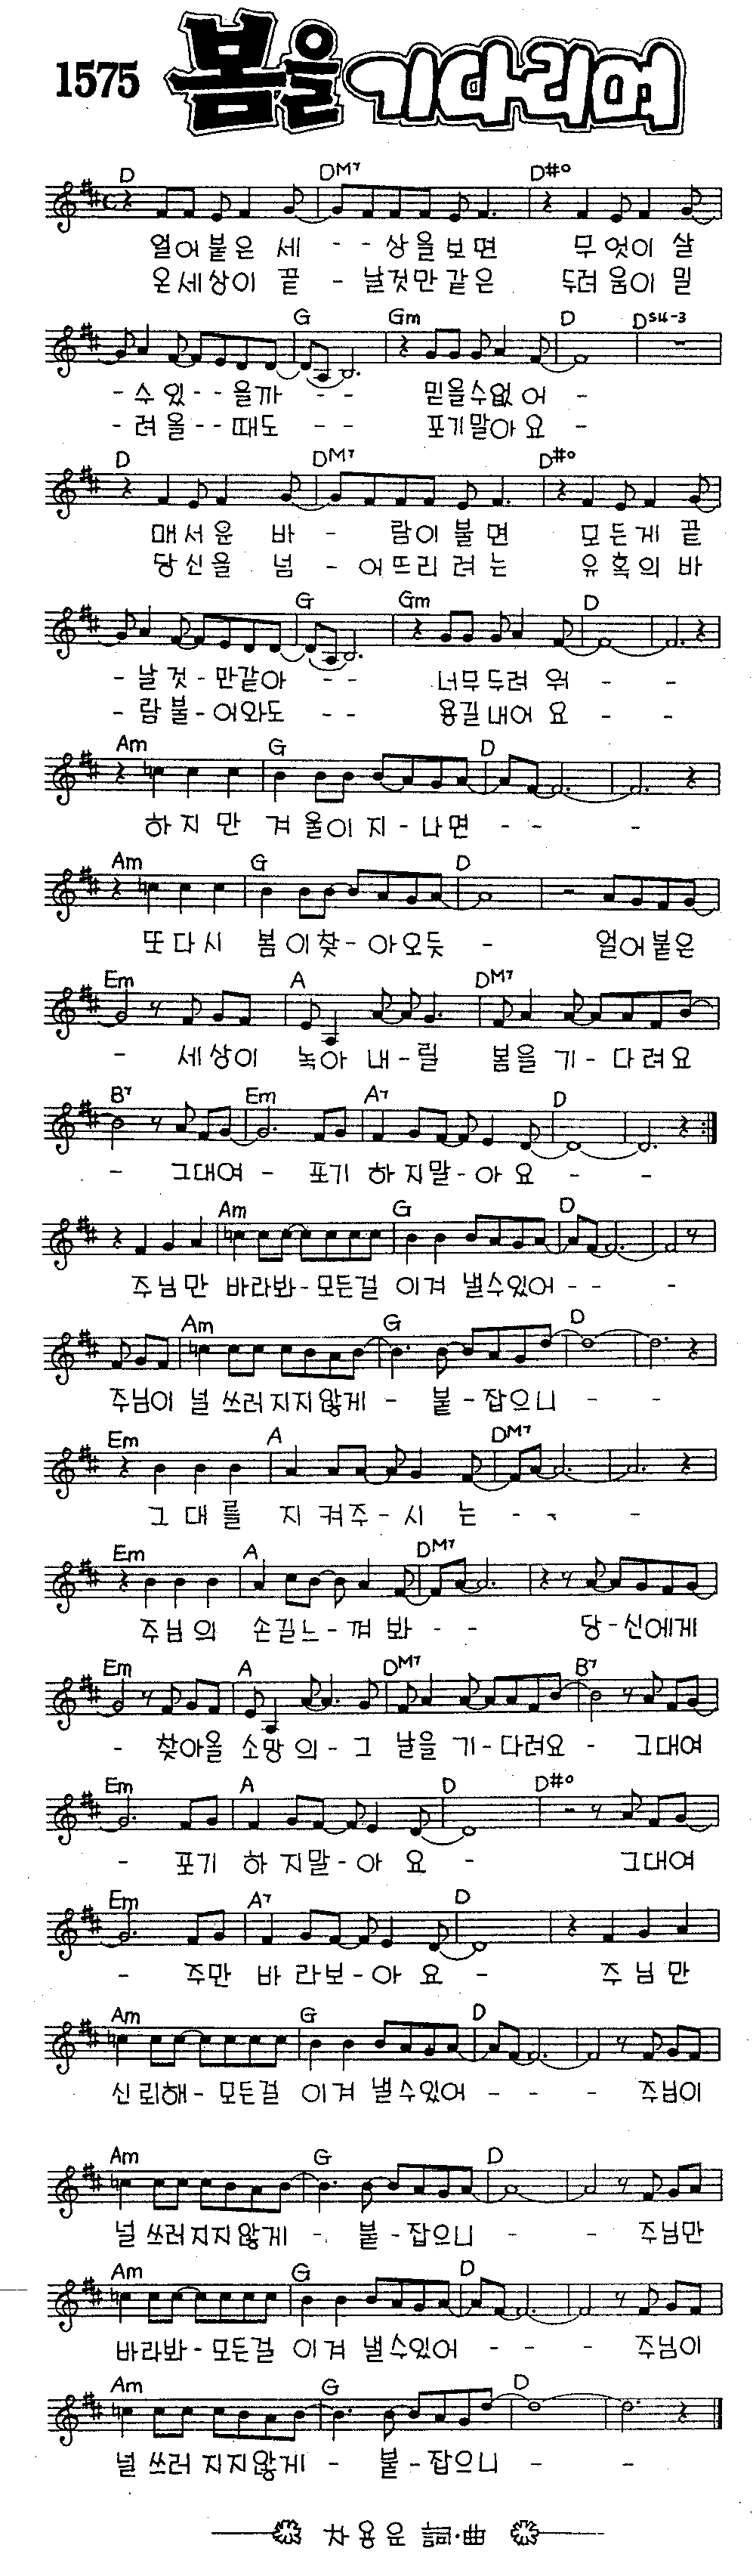 1575 봄을 기다리며
D DM7 D#o
얼어붙은 세 - - 상을보면 무엇이 살
온세상이 끝 - 날것만같은 두려움이 밀
G Gm D Dsus4-3
- 수 있 - - 을까 - - 믿을수없어 -
- 려 올 - - 때도 - - 포기말아요 -
D DM7 D#o
매서운 바 - 람이 불면 모든게 끝
당신을 넘 - 어뜨리려는 유혹의 바
G Gm D
- 날 것 - 만같아 - - 너무두려 워 - -
- 람 불 - 어와도 - - 용길내어요 - -
Am G D
하지만 겨울이지 - 나면 - - -
Am G D
또다시 봄이찾 - 아오듯 - 얼어붙은
Em A DM7
- 세상이 녹아 내 - 릴 봄을 기 - 다려요
B7 Em A7 D
- 그대여 - 포기 하지말 - 아 요 - -
Am G D
주님만 바라봐 - 모든걸 이겨 낼수있어 - - -
Am G D
주님이 널 쓰러지지않게 - 붙 - 잡으니 - -
Em A DM7
그대를 지켜주 - 시 는 - - -
Em A DM7
주님의 손길느 - 껴 봐 - - 당 - 신에게
Em A DM7 B7
- 찾아올 소망의 - 그 날을 기 - 다려요 - 그대여
Em A D D#o
- 포기 하지말 - 아 요 - 그대여
Em A7 D
- 주만 바라보 - 아 요 - 주님만
Am G D
신뢰해 - 모든걸 이겨 낼수있어 - - - 주님이
Am G D
널 쓰러지지않게 - 붙 - 잡으니 - - 주님만
Am G D
바라봐 - 모든걸 이겨 낼수있어 - - - 주님이
Am G D
널 쓰러지지않게 - 붙 - 잡으니 - -
차용운 詞·曲